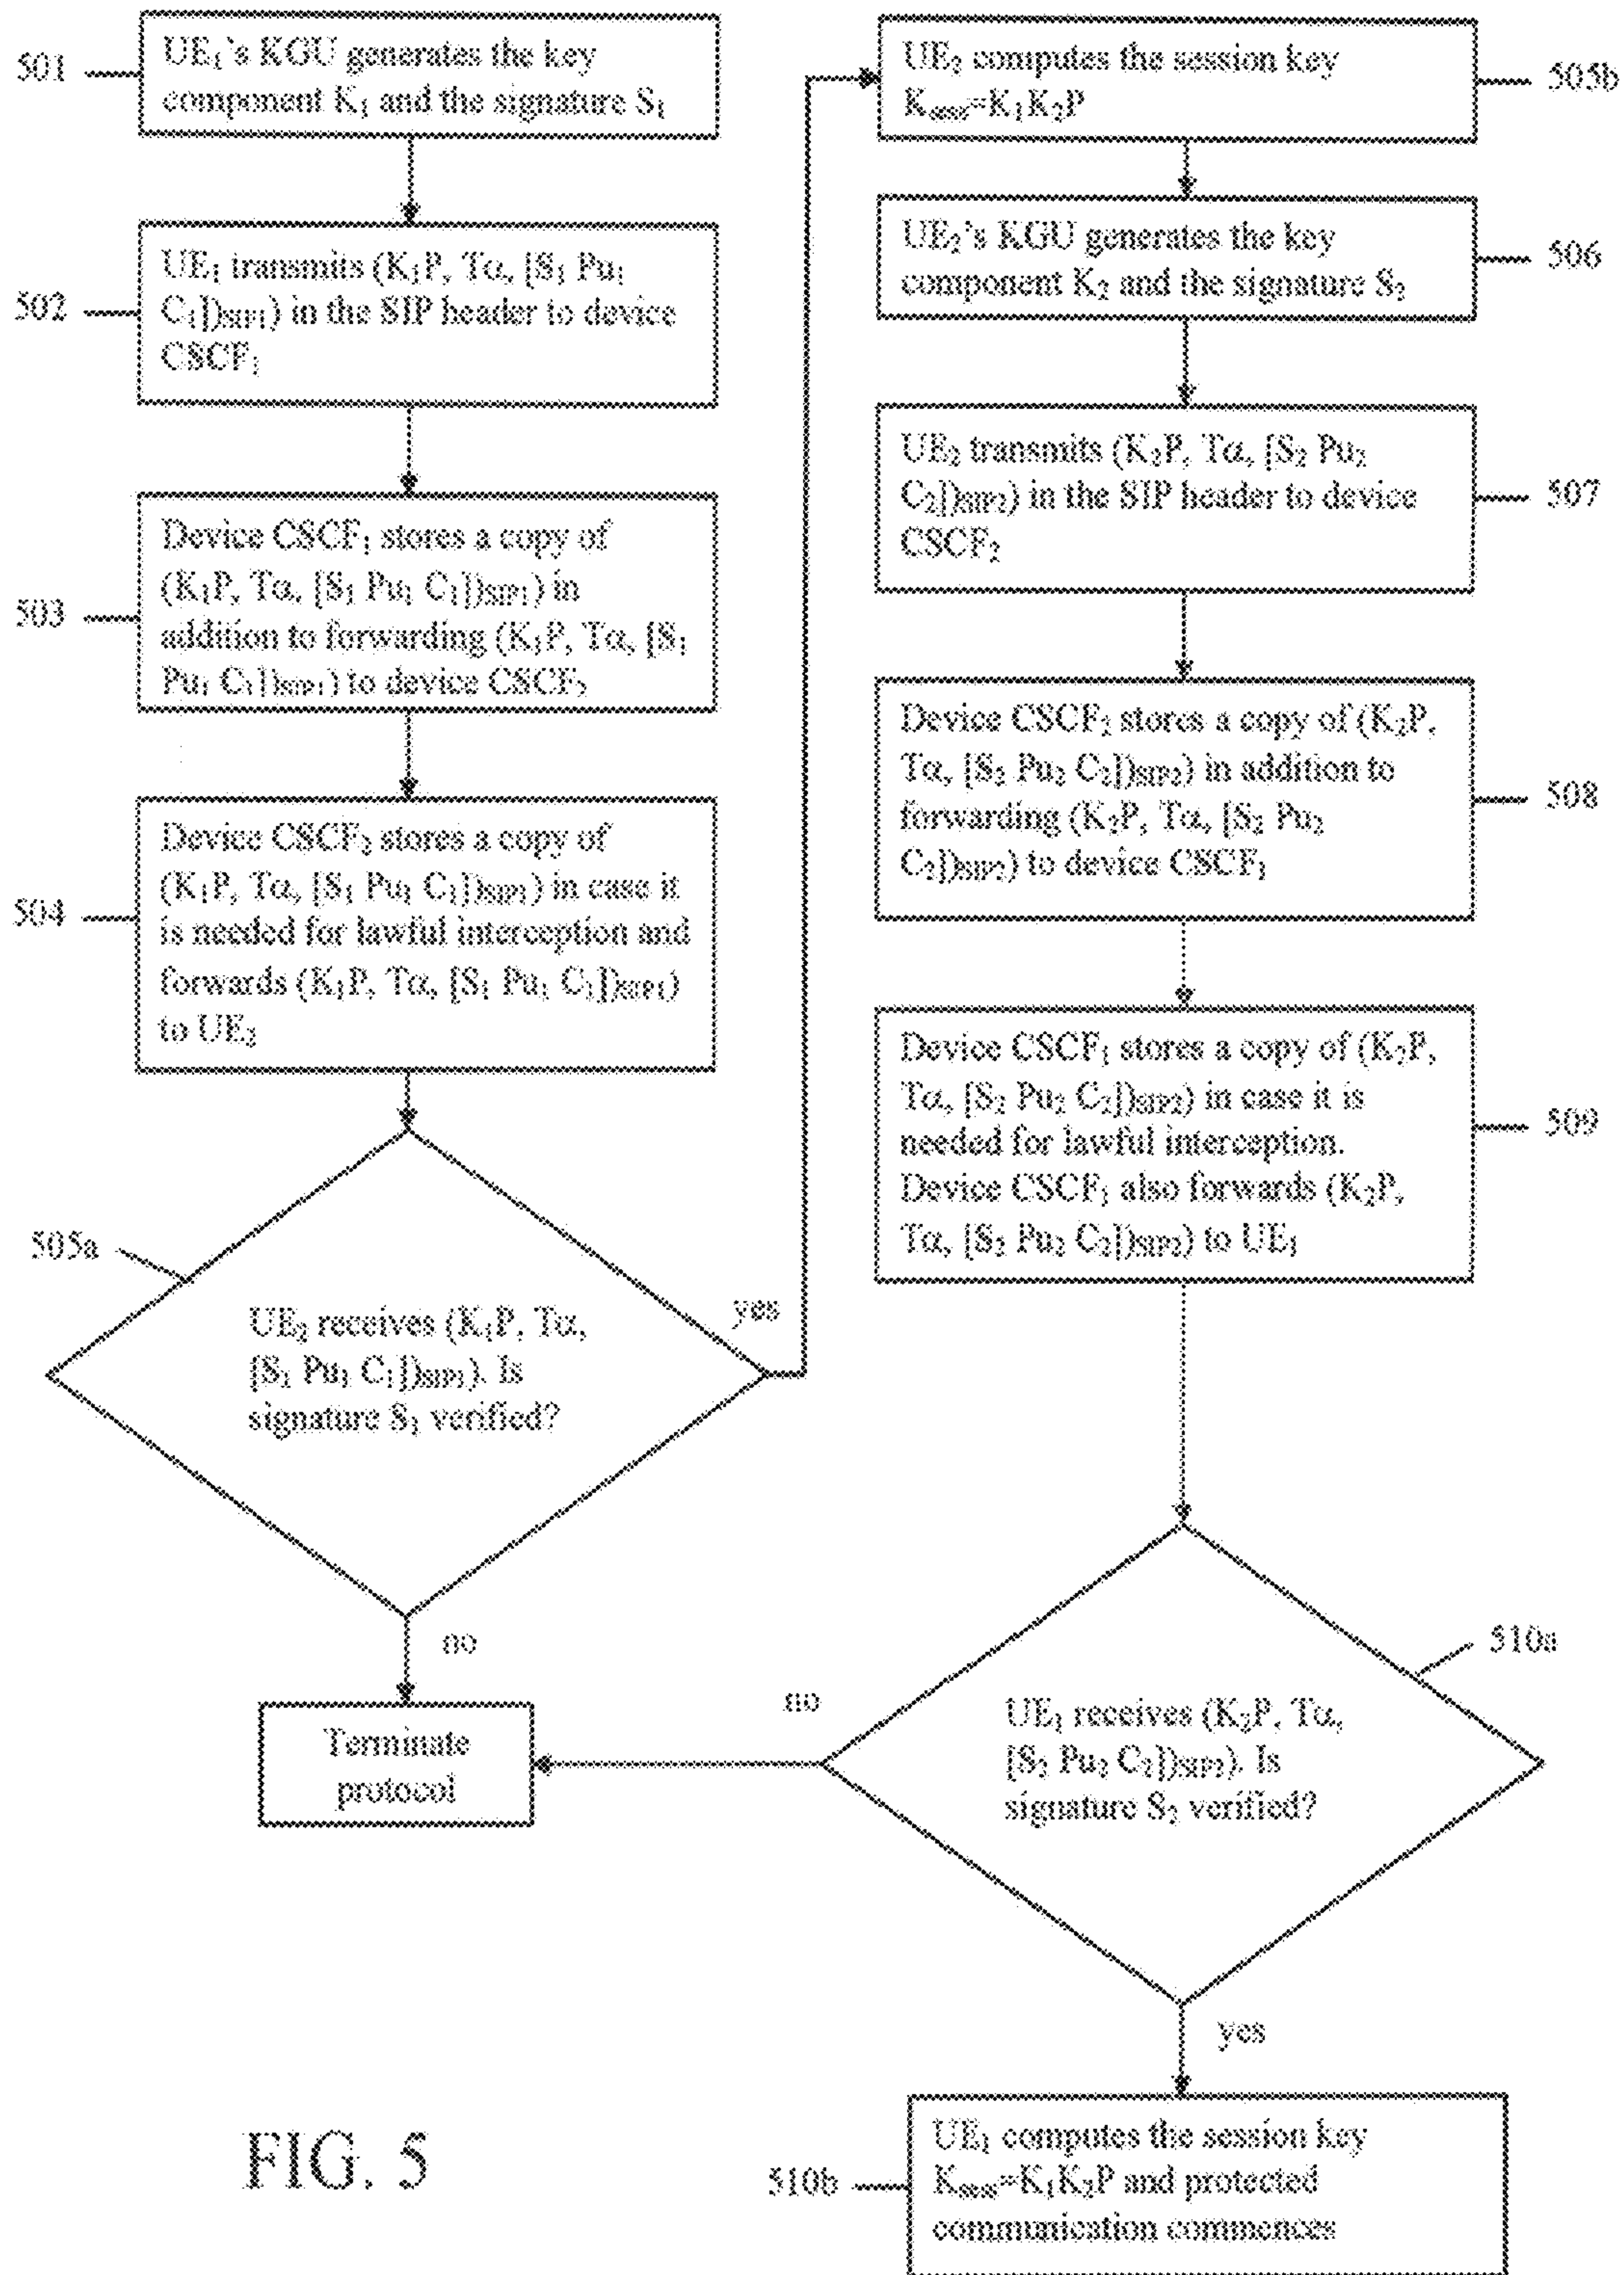 501
UE₁'s KGU generates the key
component K₁ and the signature S₁
502
UE₁ transmits (K₁P, Tα, [S₁ Pu₁
C₁])SIP1) in the SIP header to device
CSCF₁
503
Device CSCF₁ stores a copy of
(K₁P, Tα, [S₁ Pu₁ C₁])SIP1) in
addition to forwarding (K₁P, Tα, [S₁
Pu₁ C₁])SIP1) to device CSCF₂
504
Device CSCF₂ stores a copy of
(K₁P, Tα, [S₁ Pu₁ C₁])SIP1) in case it
is needed for lawful interception and
forwards (K₁P, Tα, [S₁ Pu₁ C₁])SIP1)
to UE₂
505a
UE₂ receives (K₁P, Tα,
[S₁ Pu₁ C₁])SIP1). Is
signature S₁ verified?
yes
no
Terminate
protocol
505b
UE₂ computes the session key
Ksess=K₁K₂P
506
UE₂'s KGU generates the key
component K₂ and the signature S₂
507
UE₂ transmits (K₂P, Tα, [S₂ Pu₂
C₂])SIP2) in the SIP header to device
CSCF₂
508
Device CSCF₂ stores a copy of (K₂P,
Tα, [S₂ Pu₂ C₂])SIP2) in addition to
forwarding (K₂P, Tα, [S₂ Pu₂
C₂])SIP2) to device CSCF₁
509
Device CSCF₁ stores a copy of (K₂P,
Tα, [S₂ Pu₂ C₂])SIP2) in case it is
needed for lawful interception.
Device CSCF₁ also forwards (K₂P,
Tα, [S₂ Pu₂ C₂])SIP2) to UE₁
510a
UE₁ receives (K₂P, Tα,
[S₂ Pu₂ C₂])SIP2). Is
signature S₂ verified?
no
yes
510b
UE₁ computes the session key
Ksess=K₁K₂P and protected
communication commences
FIG. 5